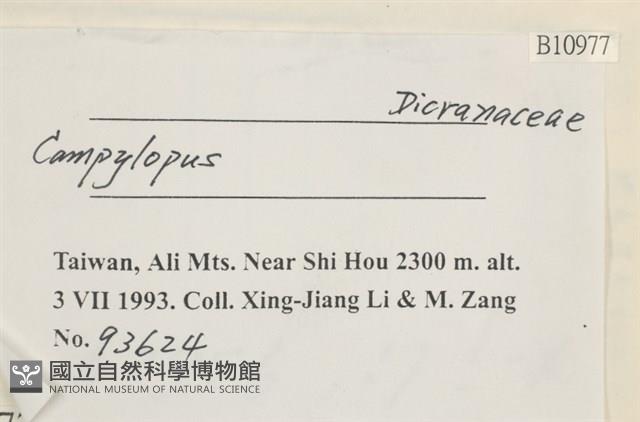 B10977
Dicranaceae
Campylopus
Taiwan, Ali Mts. Near Shi Hou 2300 m. alt.
3 VII 1993. Coll. Xing-Jiang Li & M. Zang
No. 93624
國立自然科學博物館
NATIONAL MUSEUM OF NATURAL SCIENCE